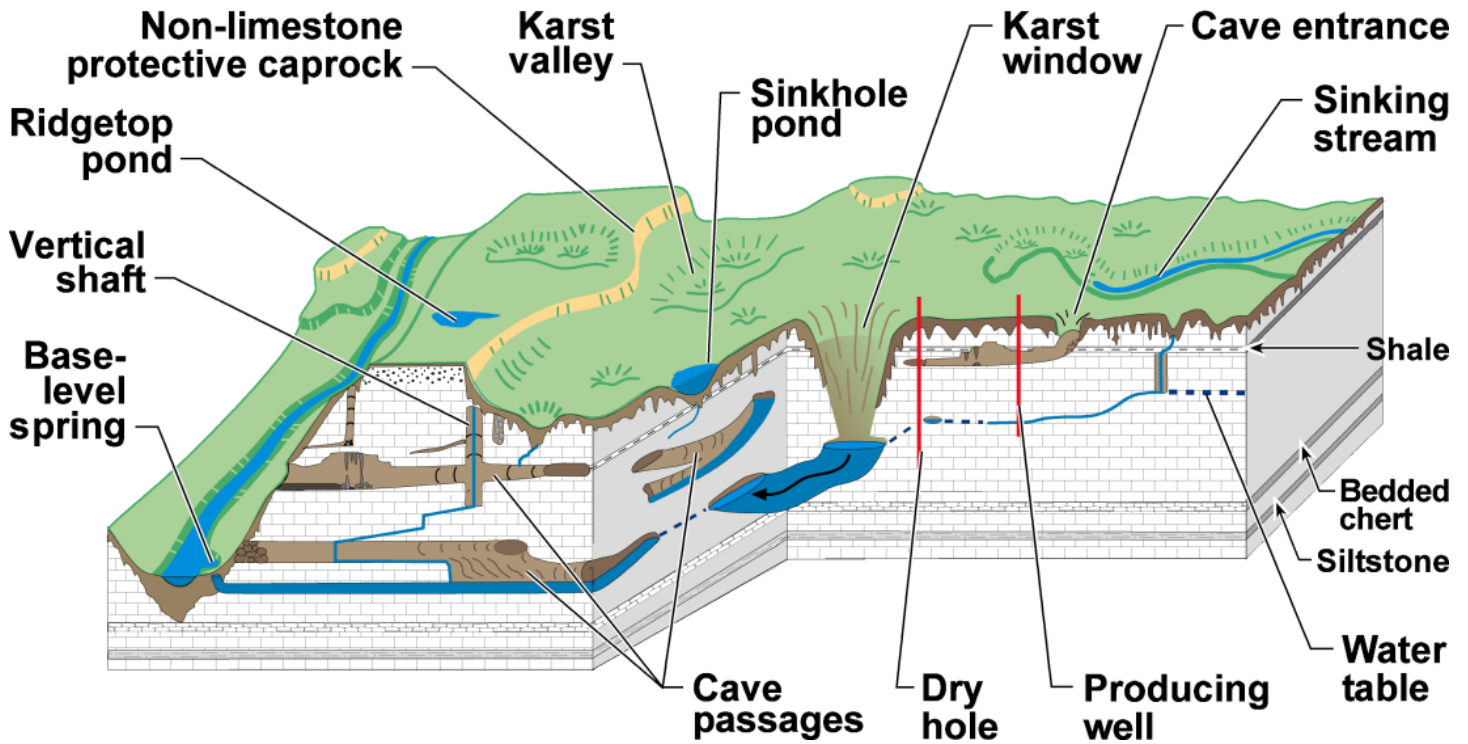 Non-limestone
protective caprock
Karst
valley
Karst
window
Cave entrance
Sinkhole
pond
Sinking
stream
Ridgetop
pond
Vertical
shaft
Base-
level
spring
Shale
Bedded
chert
Siltstone
Water
table
Cave
passages
Dry
hole
Producing
well